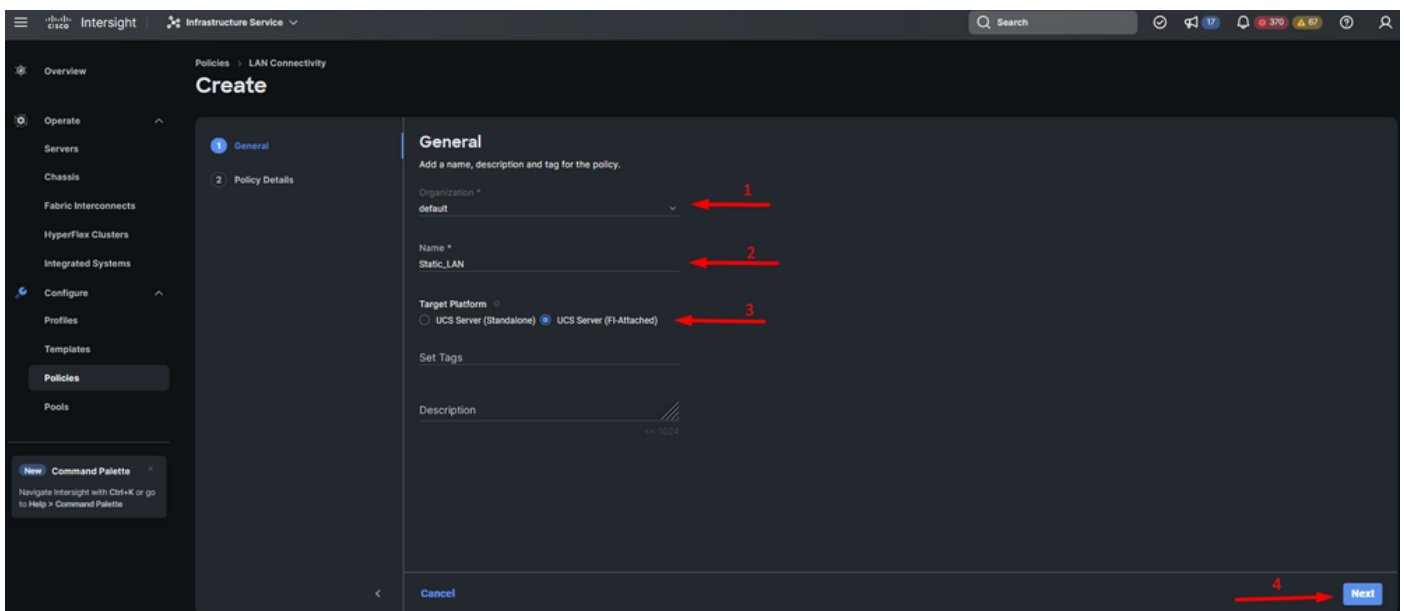 cisco Intersight
Infrastructure Service
Search
17
370
67
Overview
Operate
Servers
Chassis
Fabric Interconnects
HyperFlex Clusters
Integrated Systems
Configure
Profiles
Templates
Policies
Pools
New Command Palette
Navigate Intersight with Ctrl+K or go
to Help > Command Palette
Policies > LAN Connectivity
Create
1 General
2 Policy Details
General
Add a name, description and tag for the policy.
Organization *
default
1
Name *
Static_LAN
2
Target Platform
UCS Server (Standalone) UCS Server (FI-Attached)
3
Set Tags
Description
<= 1024
Cancel
4
Next